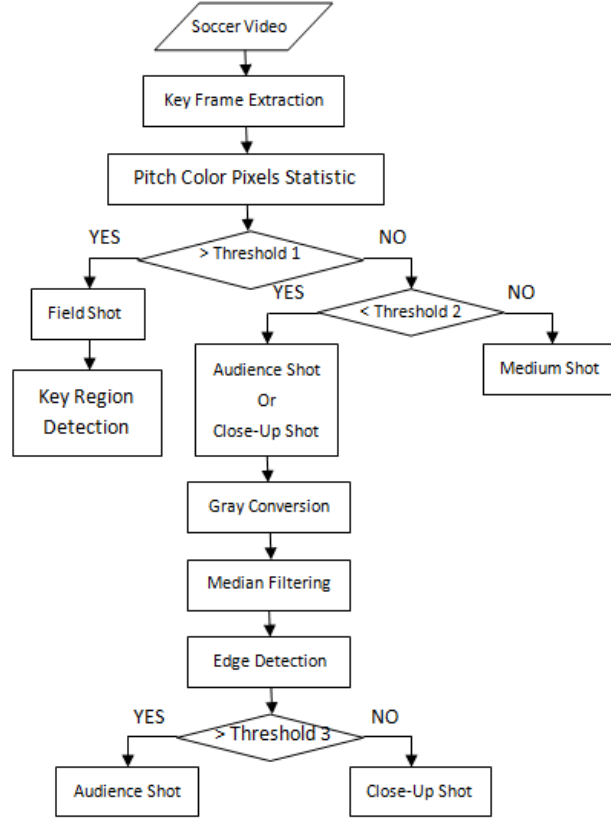 Soccer Video
Key Frame Extraction
Pitch Color Pixels Statistic
YES
> Threshold 1
NO
Field Shot
YES
< Threshold 2
NO
Key Region
Detection
Audience Shot
Or
Close-Up Shot
Medium Shot
Gray Conversion
Median Filtering
Edge Detection
YES
> Threshold 3
NO
Audience Shot
Close-Up Shot